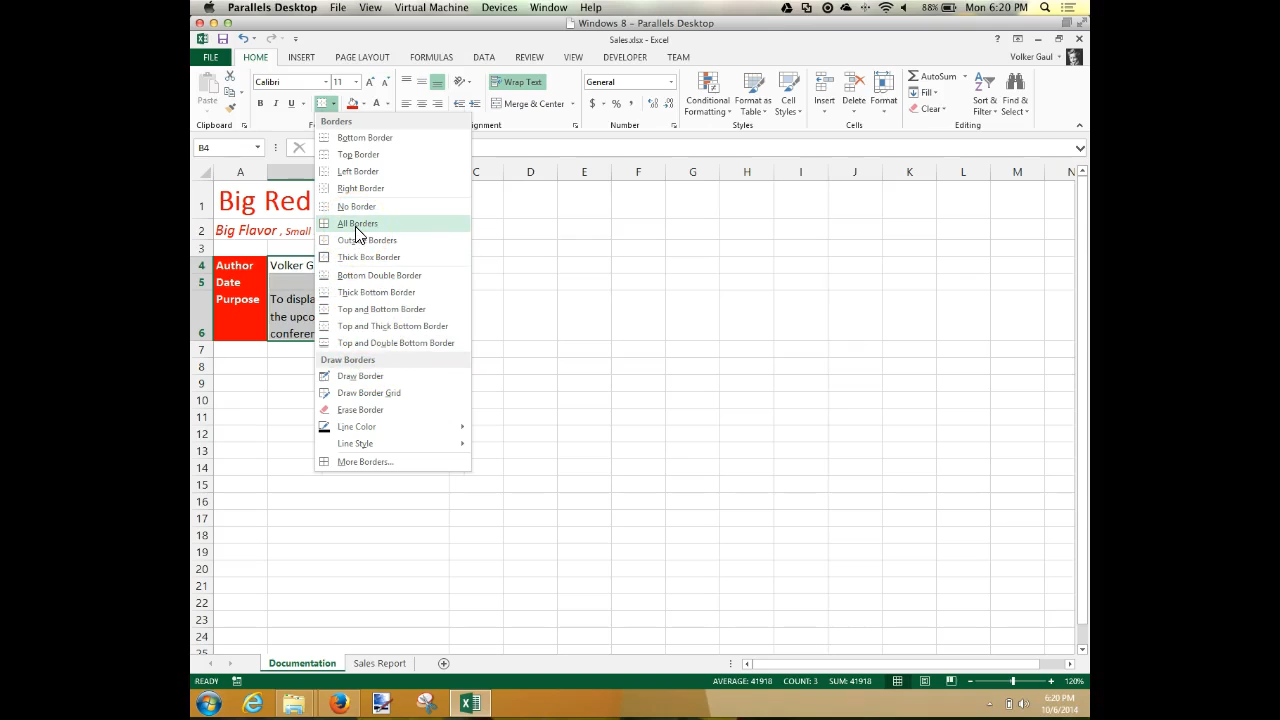 Parallels Desktop File View Virtual Machine Devices Window Help 88% Mon 6:20 PM
Windows 8 – Parallels Desktop
Sales.xlsx - Excel
FILE HOME INSERT PAGE LAYOUT FORMULAS DATA REVIEW VIEW DEVELOPER TEAM Volker Gaul
Calibri 11 Wrap Text General AutoSum
Paste B I U Merge & Center $ % Conditional Formatting Format as Table Cell Styles Insert Delete Format Fill Clear Sort & Filter Find & Select
Clipboard F gnment Number Styles Cells Editing
B4
Borders
Bottom Border
Top Border
Left Border
Right Border
No Border
All Borders
Outside Borders
Thick Box Border
Bottom Double Border
Thick Bottom Border
Top and Bottom Border
Top and Thick Bottom Border
Top and Double Bottom Border
Draw Borders
Draw Border
Draw Border Grid
Erase Border
Line Color
Line Style
More Borders...
A C D E F G H I J K L M N
1 Big Red
2 Big Flavor , Small
3
4 Author Volker G
5 Date
6 Purpose To displa
the upco
confere
7
8
9
10
11
12
13
14
15
16
17
18
19
20
21
22
23
24
25
Documentation Sales Report
READY AVERAGE: 41918 COUNT: 3 SUM: 41918 120%
6:20 PM
10/6/2014